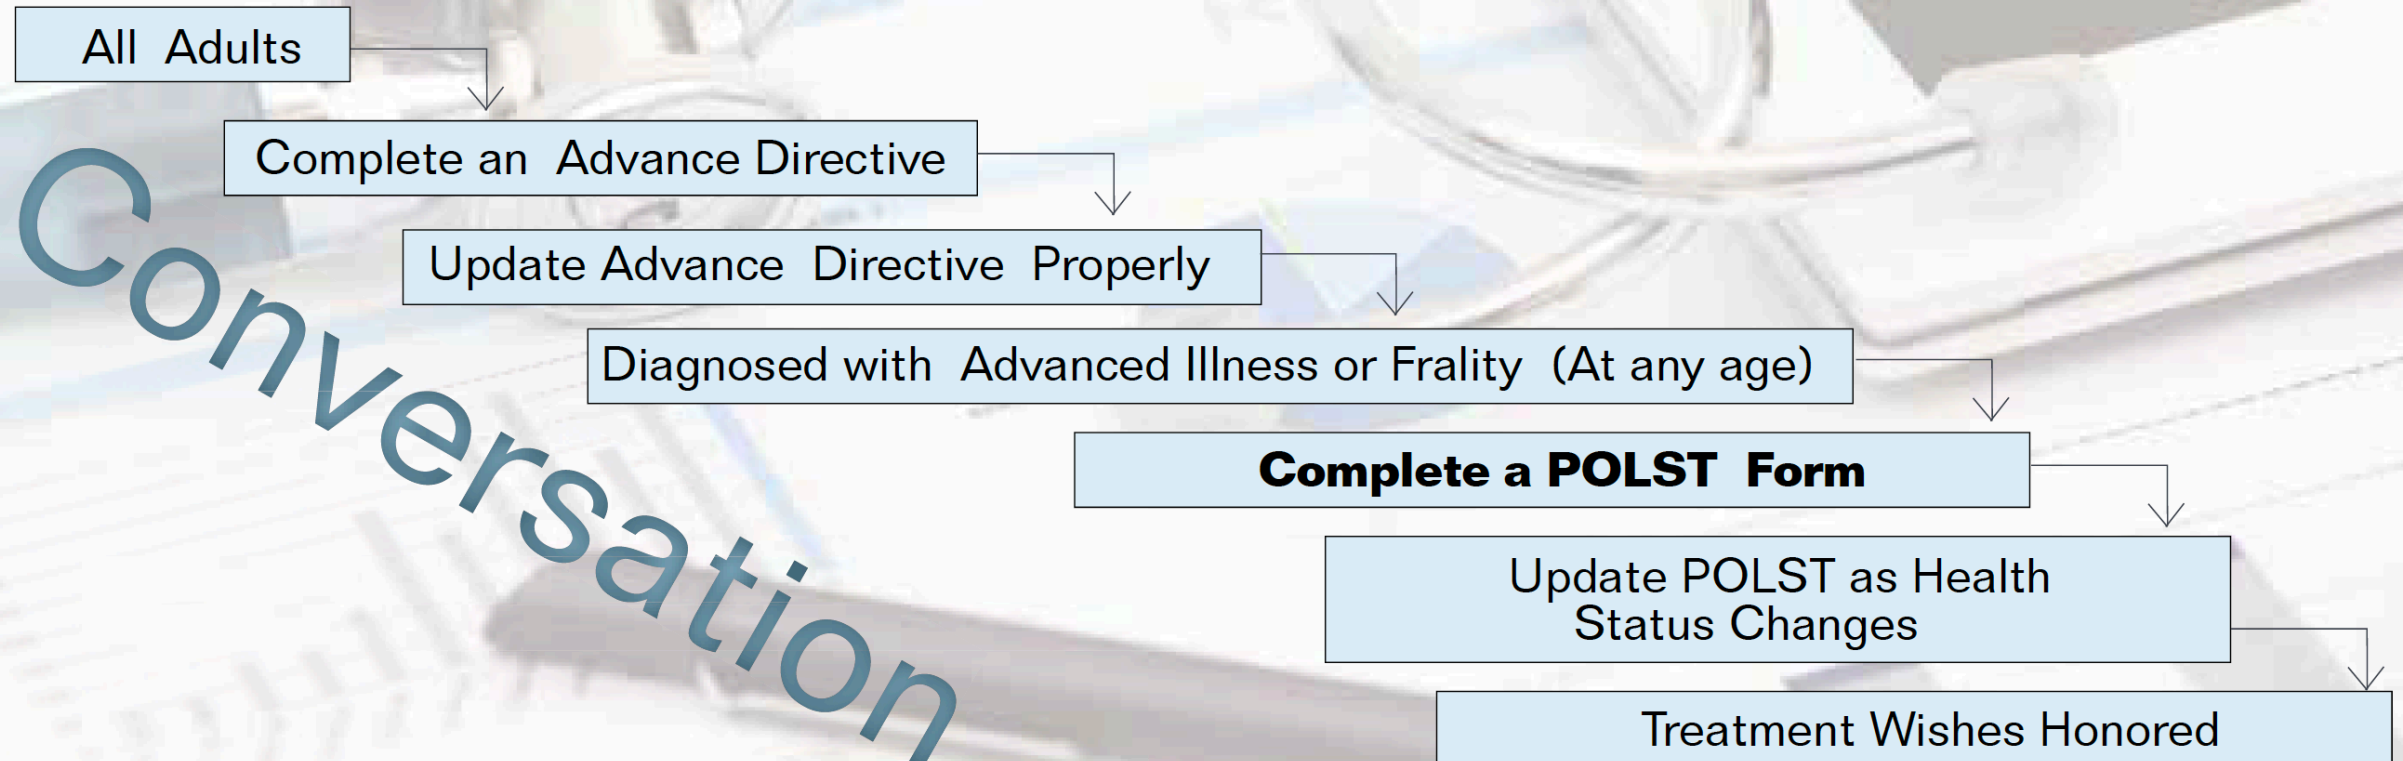 All Adults
Complete an Advance Directive
Update Advance Directive Properly
Diagnosed with Advanced Illness or Frality (At any age)
Complete a POLST Form
Update POLST as Health
Status Changes
Treatment Wishes Honored
Conversation